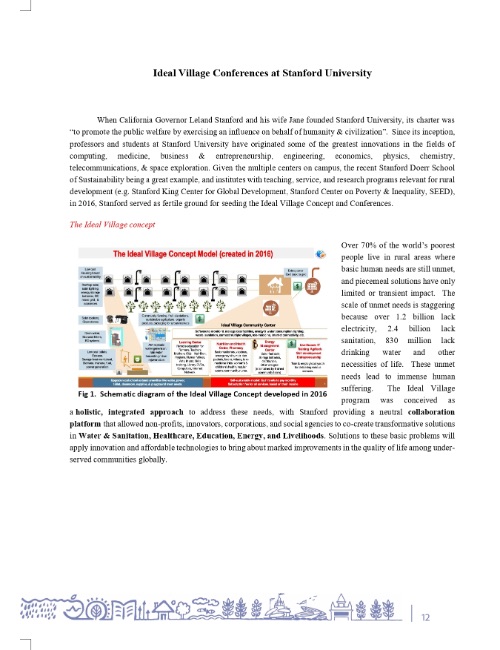 Ideal Village Conferences at Stanford University
When California Governor Leland Stanford and his wife Jane founded Stanford University, its charter was
“to promote the public welfare by exercising an influence on behalf of humanity & civilization”. Since its inception,
professors and students at Stanford University have originated some of the greatest innovations in the fields of
computing, medicine, business & entrepreneurship, engineering, economics, physics, chemistry,
telecommunications, & space exploration. Given the multiple centers on campus, the recent Stanford Doerr School
of Sustainability being a great example, and institutes with teaching, service, and research programs relevant for rural
development (e.g. Stanford King Center for Global Development, Stanford Center on Poverty & Inequality, SEED),
in 2016, Stanford served as fertile ground for seeding the Ideal Village Concept and Conferences.
The Ideal Village concept
The Ideal Village Concept Model (created in 2016)
Ideal Village Community Center
Fig 1. Schematic diagram of the Ideal Village Concept developed in 2016
Over 70% of the world’s poorest
people live in rural areas where
basic human needs are still unmet,
and piecemeal solutions have only
limited or transient impact. The
scale of unmet needs is staggering
because over 1.2 billion lack
electricity, 2.4 billion lack
sanitation, 830 million lack
drinking water and other
necessities of life. These unmet
needs lead to immense human
suffering. The Ideal Village
program was conceived as
a holistic, integrated approach to address these needs, with Stanford providing a neutral collaboration
platform that allowed non-profits, innovators, corporations, and social agencies to co-create transformative solutions
in Water & Sanitation, Healthcare, Education, Energy, and Livelihoods. Solutions to these basic problems will
apply innovation and affordable technologies to bring about marked improvements in the quality of life among under-
served communities globally.
12